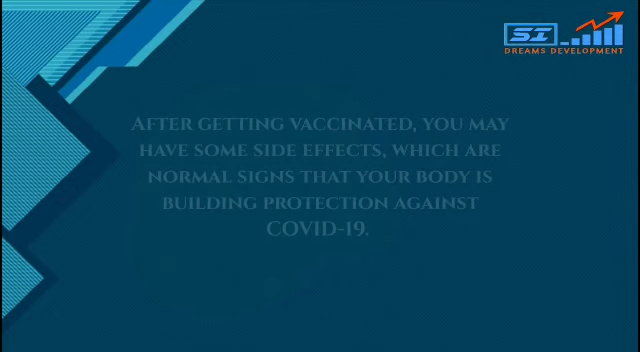 SI
DREAMS DEVELOPMENT
After getting vaccinated, you may
have some side effects, which are
normal signs that your body is
building protection against
COVID-19.